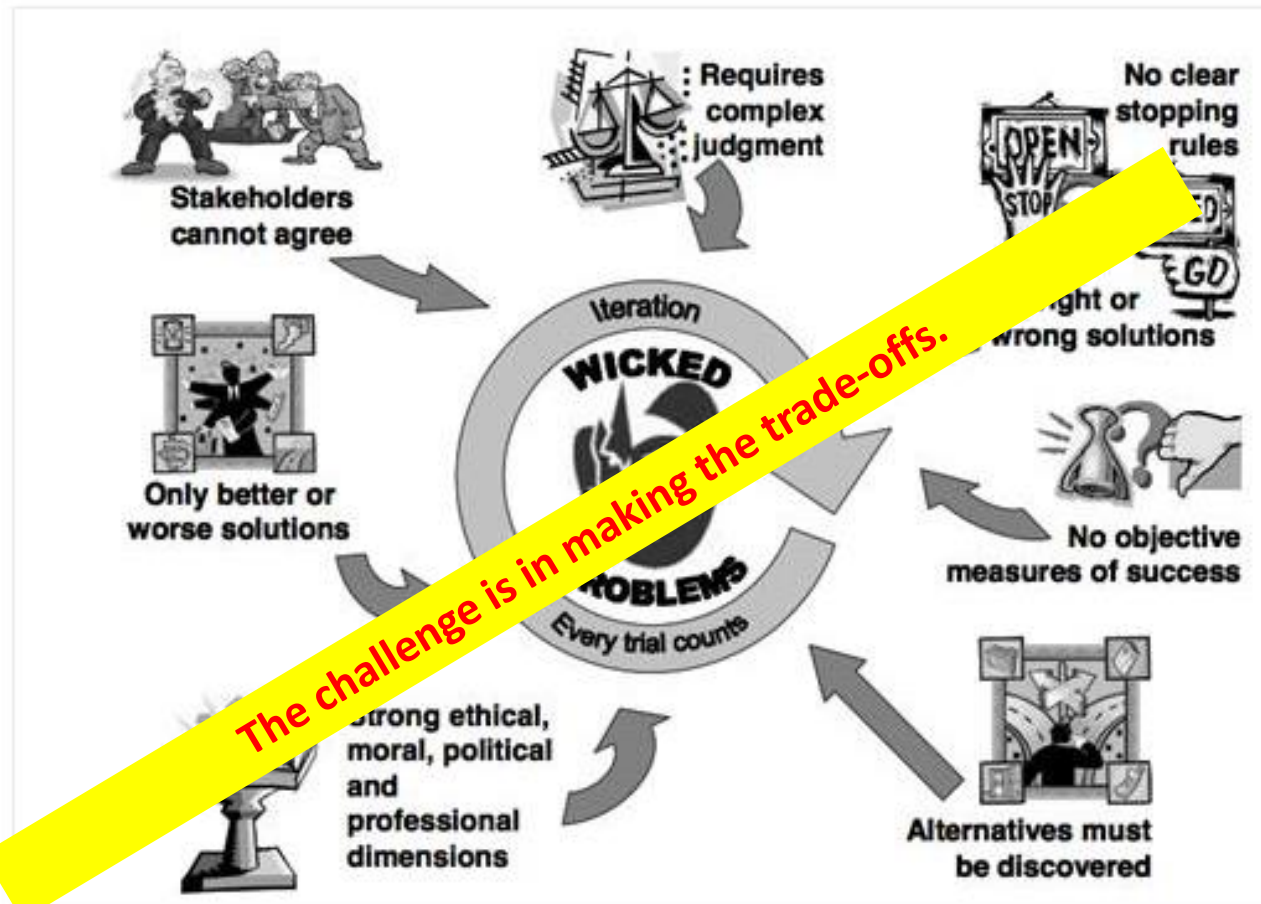 Stakeholders
cannot agree
Requires
complex
judgment
No clear
stopping
rules
OPEN
STOP
GO
wrong solutions
Iteration
WICKED
Every trial counts
Only better or
worse solutions
No objective
measures of success
The challenge is in making the trade-offs.
ethical,
moral, political
and
professional
dimensions
Alternatives must
be discovered